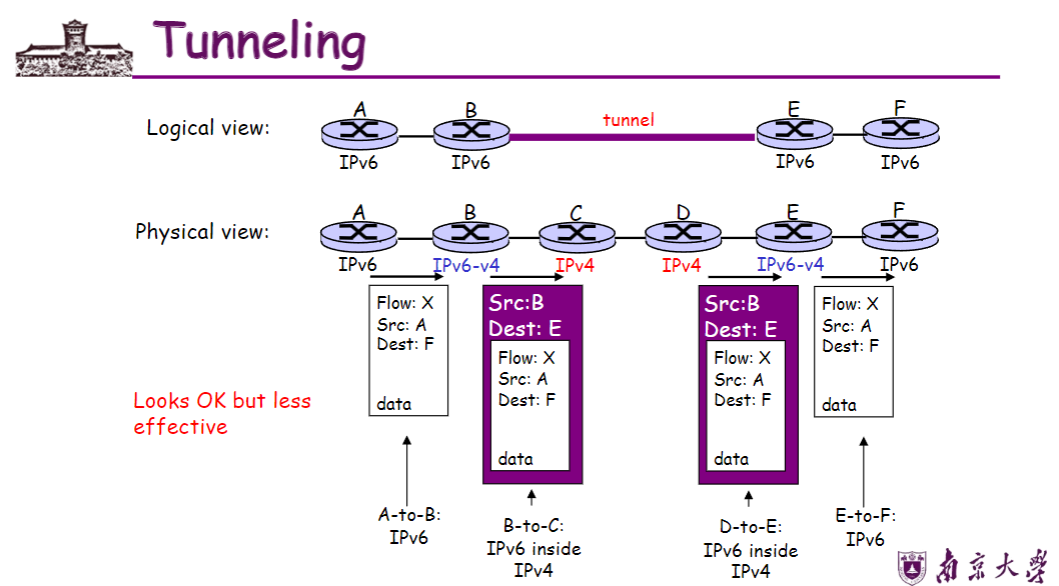 Tunneling
A B E F
Logical view: tunnel
IPv6 IPv6 IPv6 IPv6
A B C D E F
Physical view:
IPv6 IPv6-v4 IPv4 IPv4 IPv6-v4 IPv6
Flow: X
Src: A
Dest: F
data
Src:B
Dest: E
Flow: X
Src: A
Dest: F
data
Src:B
Dest: E
Flow: X
Src: A
Dest: F
data
Flow: X
Src: A
Dest: F
data
Looks OK but less
effective
A-to-B:
IPv6
B-to-C:
IPv6 inside
IPv4
D-to-E:
IPv6 inside
IPv4
E-to-F:
IPv6
南京大学